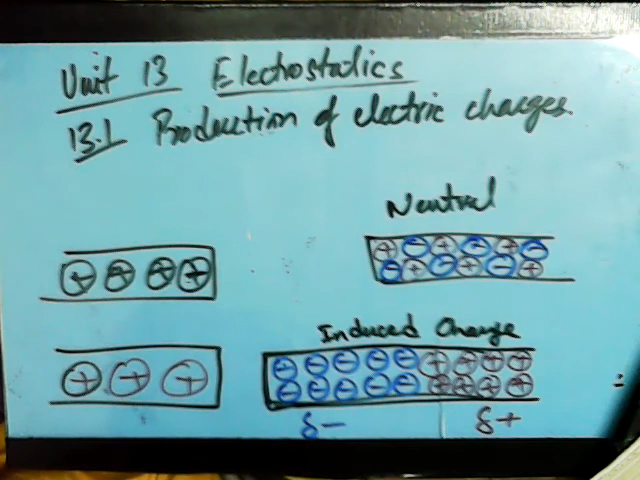 Unit 13 Electrostatics
13.1 Production of electric charges.
Neutral
+ - + - + -
- + - + - +
+ + + +
Induced Charge
- - - - - + + + +
- - - - - + + + +
+ + +
δ- δ+